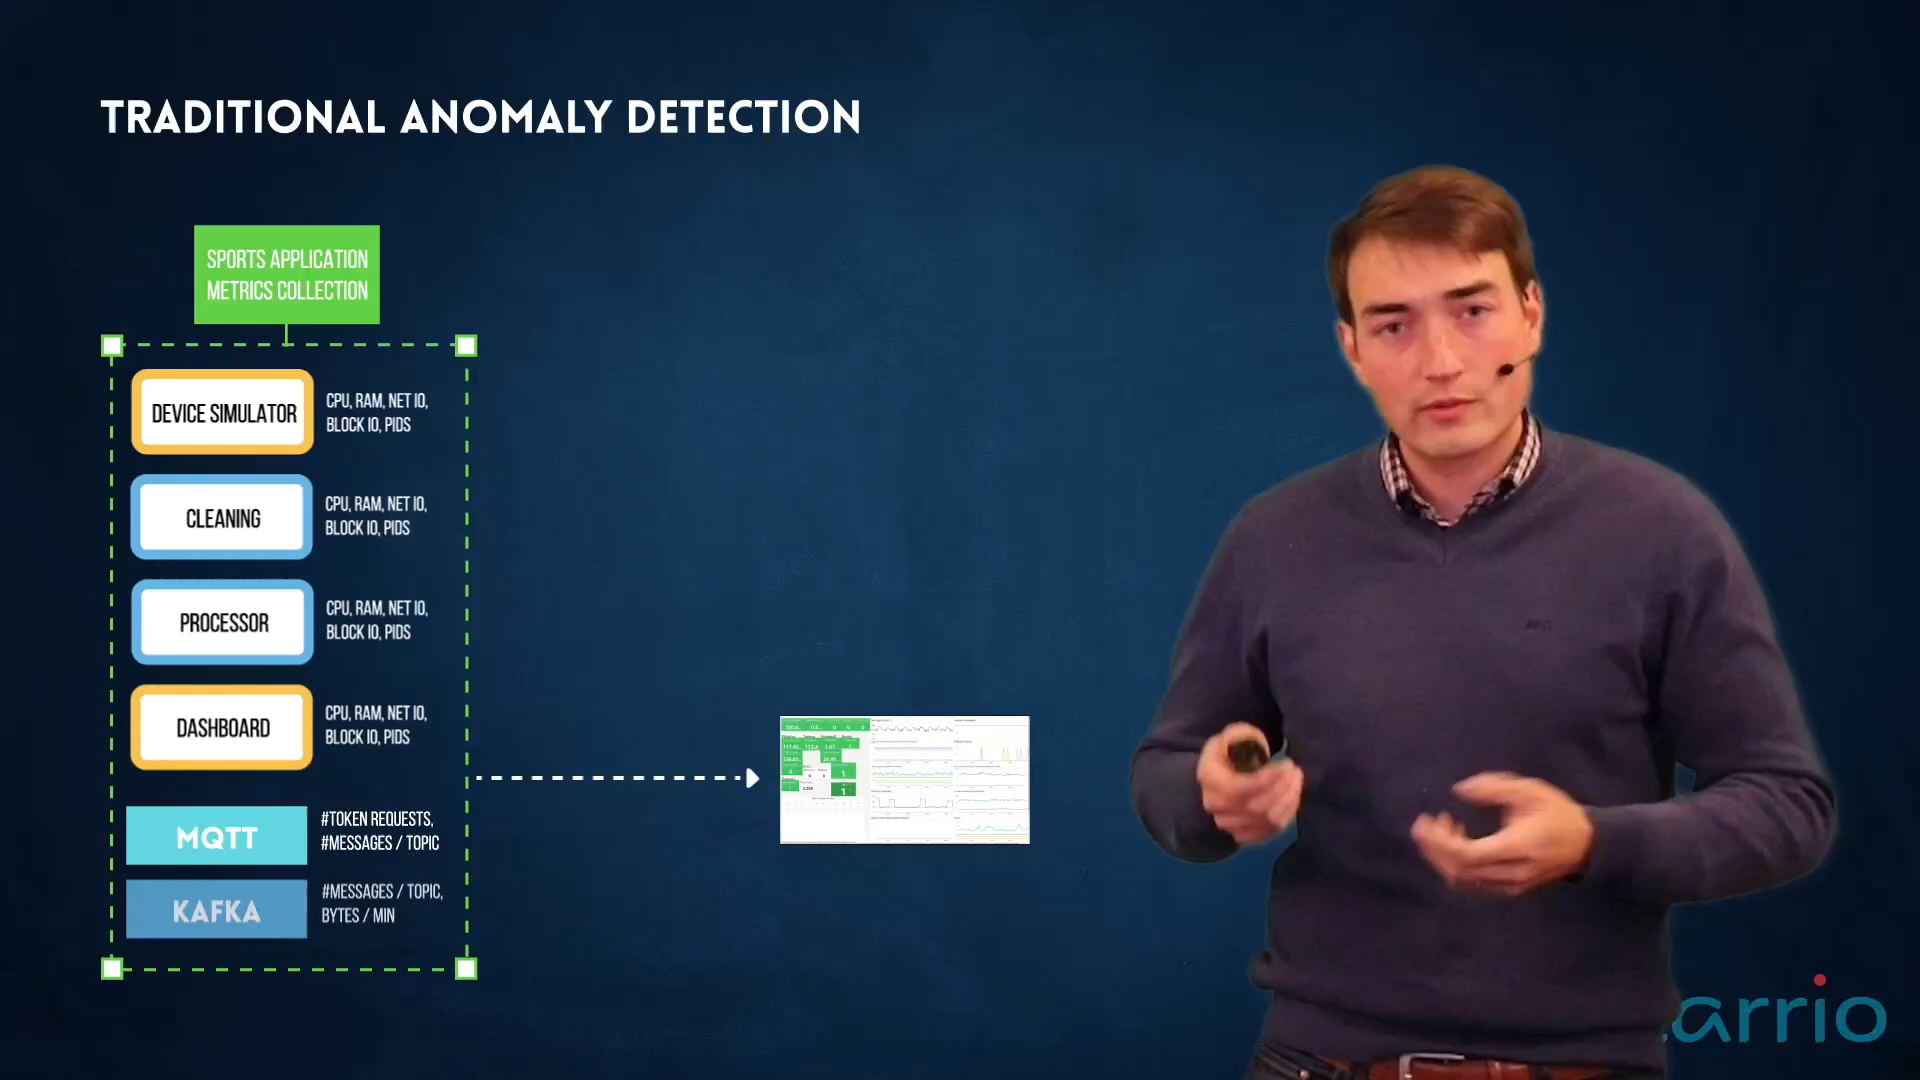 TRADITIONAL ANOMALY DETECTION
SPORTS APPLICATION
METRICS COLLECTION
DEVICE SIMULATOR
CPU, RAM, NET IO,
BLOCK IO, PIDS
CLEANING
CPU, RAM, NET IO,
BLOCK IO, PIDS
PROCESSOR
CPU, RAM, NET IO,
BLOCK IO, PIDS
DASHBOARD
CPU, RAM, NET IO,
BLOCK IO, PIDS
MQTT
#TOKEN REQUESTS,
#MESSAGES / TOPIC
KAFKA
#MESSAGES / TOPIC,
BYTES / MIN
arrio